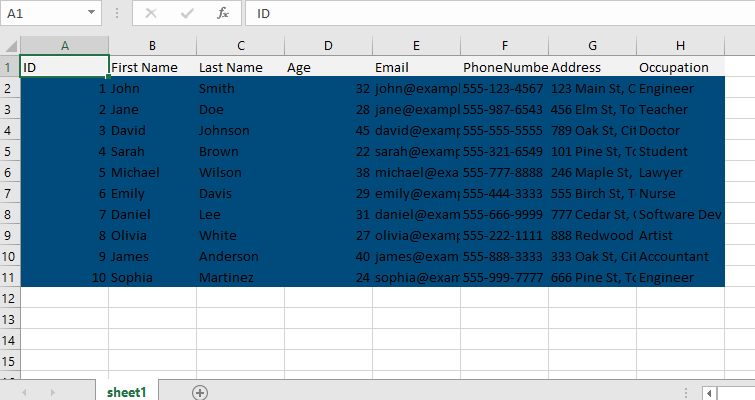 A1 fx ID
A B C D E F G H
1 ID First Name Last Name Age Email PhoneNumbe Address Occupation
2 1 John Smith 32 john@exampl 555-123-4567 123 Main St, C Engineer
3 2 Jane Doe 28 jane@exampl 555-987-6543 456 Elm St, To Teacher
4 3 David Johnson 45 david@exam 555-555-5555 789 Oak St, Cit Doctor
5 4 Sarah Brown 22 sarah@exam 555-321-6549 101 Pine St, To Student
6 5 Michael Wilson 38 michael@exa 555-777-8888 246 Maple St, Lawyer
7 6 Emily Davis 29 emily@exam 555-444-3333 555 Birch St, T Nurse
8 7 Daniel Lee 31 daniel@exam 555-666-9999 777 Cedar St, Software Dev
9 8 Olivia White 27 olivia@exam 555-222-1111 888 Redwood Artist
10 9 James Anderson 40 james@exam 555-888-3333 333 Oak St, Cit Accountant
11 10 Sophia Martinez 24 sophia@exam 555-999-7777 666 Pine St, To Engineer
12
13
14
15
sheet1